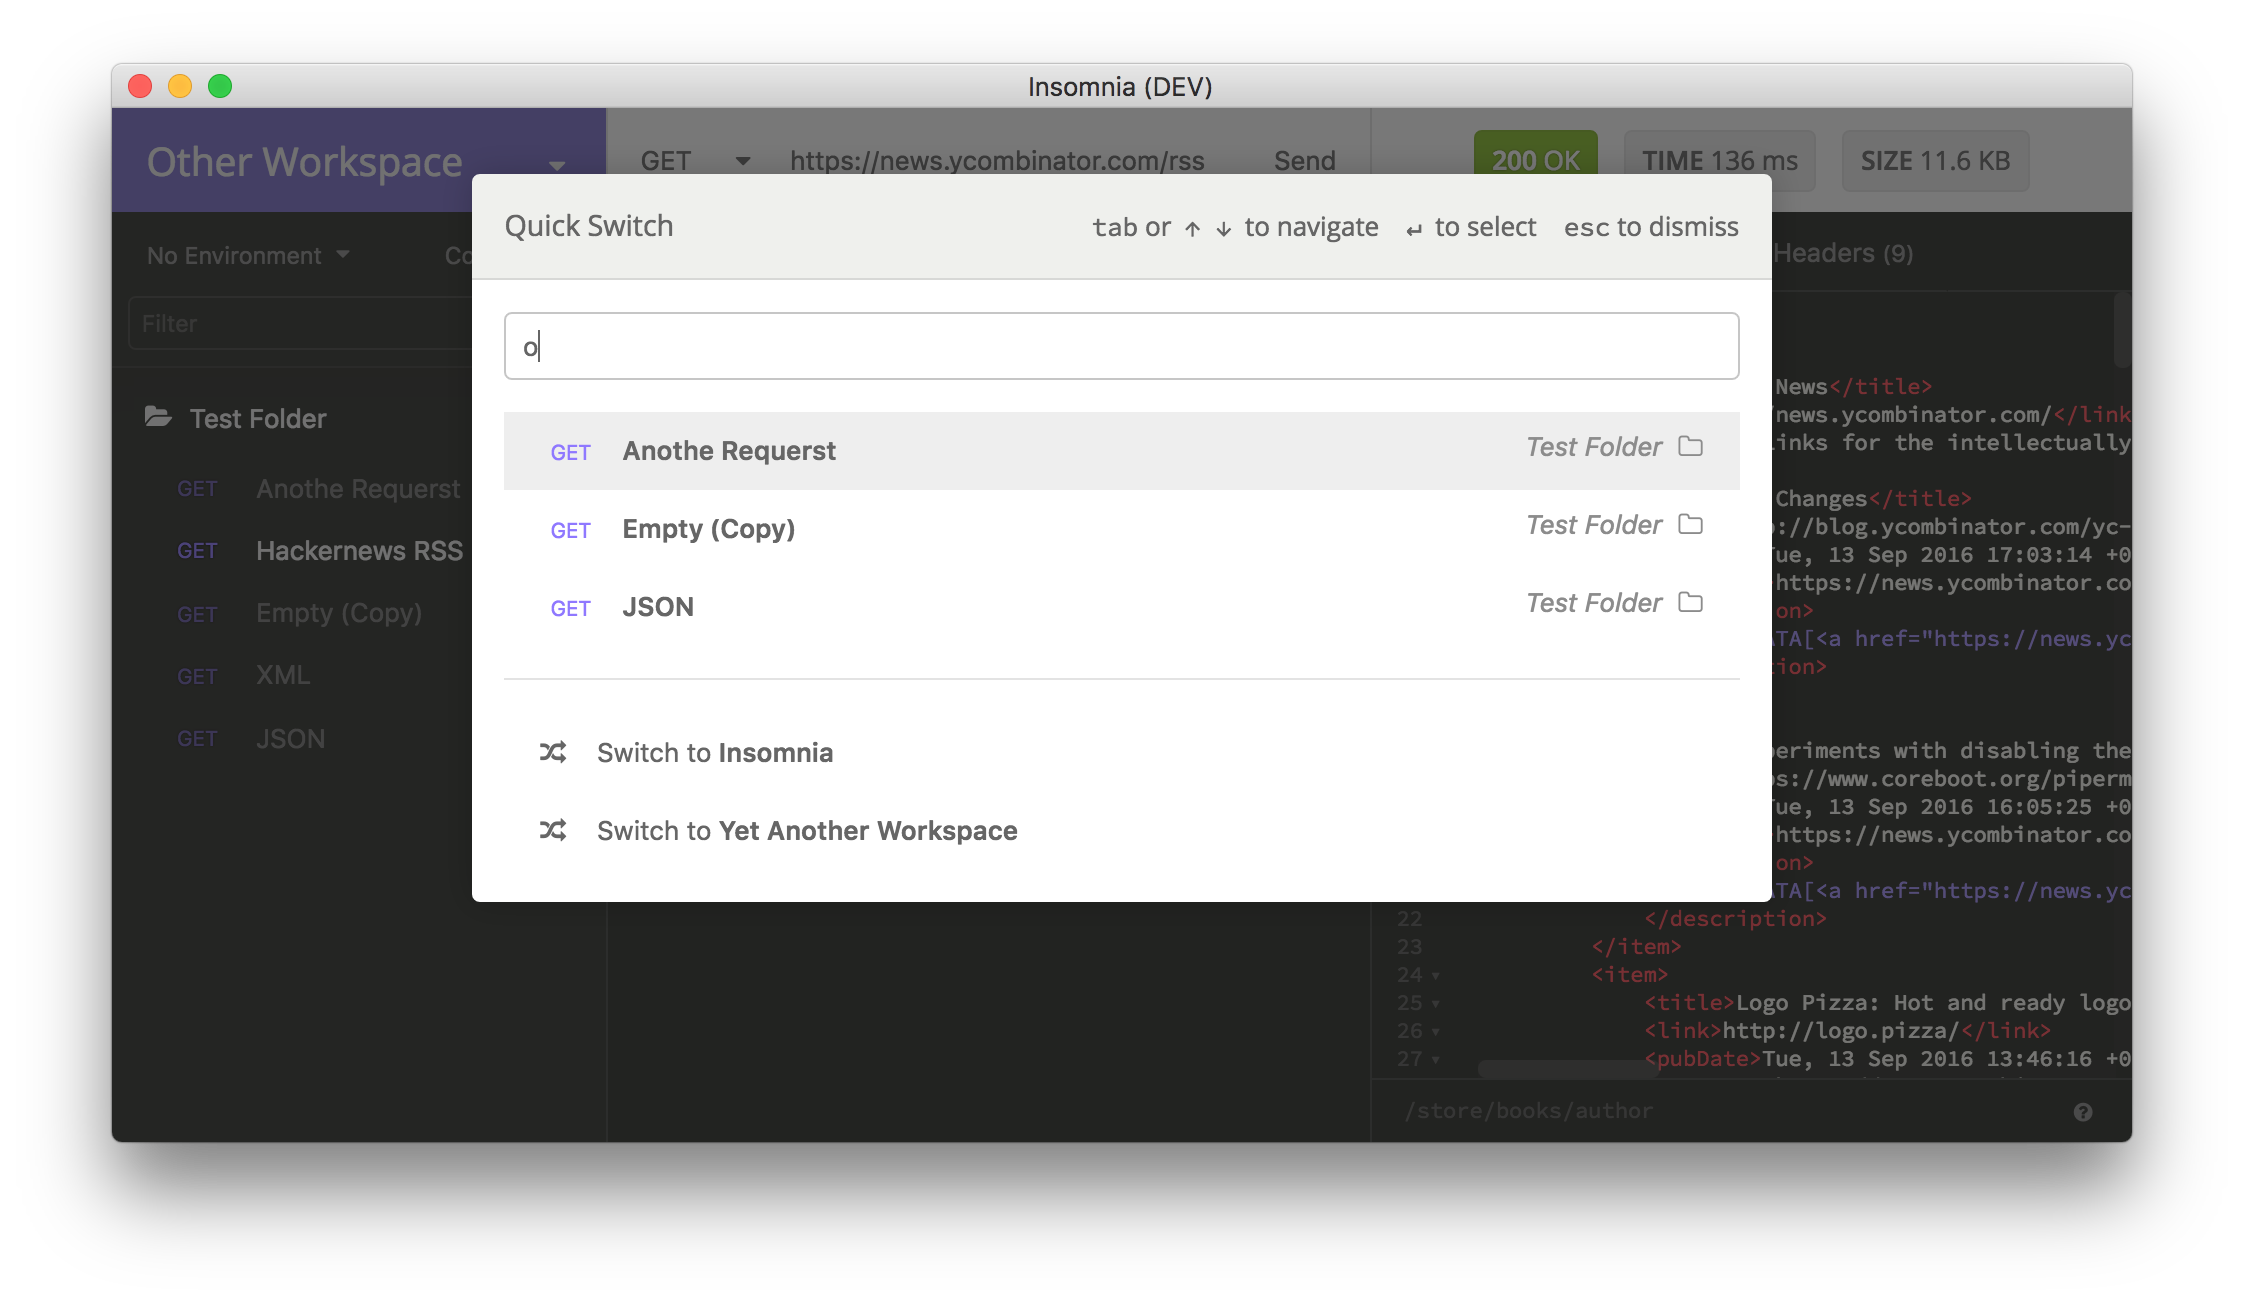 Insomnia (DEV)
Other Workspace
GET https://news.ycombinator.com/rss Send
200 OK TIME 136 ms SIZE 11.6 KB
No Environment
Filter
Test Folder
GET Anothe Requerst
GET Hackernews RSS
GET Empty (Copy)
GET XML
GET JSON
Quick Switch tab or ↑ ↓ to navigate ↵ to select esc to dismiss
o
GET Anothe Requerst Test Folder
GET Empty (Copy) Test Folder
GET JSON Test Folder
Switch to Insomnia
Switch to Yet Another Workspace
Headers (9)
News</title>
/news.ycombinator.com/</link
links for the intellectually
Changes</title>
://blog.ycombinator.com/yc-
Tue, 13 Sep 2016 17:03:14 +0
https://news.ycombinator.co
on>
ATA[<a href="https://news.yc
tion>
periments with disabling the
ps://www.coreboot.org/piperm
Tue, 13 Sep 2016 16:05:25 +0
https://news.ycombinator.co
on>
ATA[<a href="https://news.yc
22 </description>
23 </item>
24 <item>
25 <title>Logo Pizza: Hot and ready logo
26 <link>http://logo.pizza/</link>
27 <pubDate>Tue, 13 Sep 2016 13:46:16 +0
/store/books/author